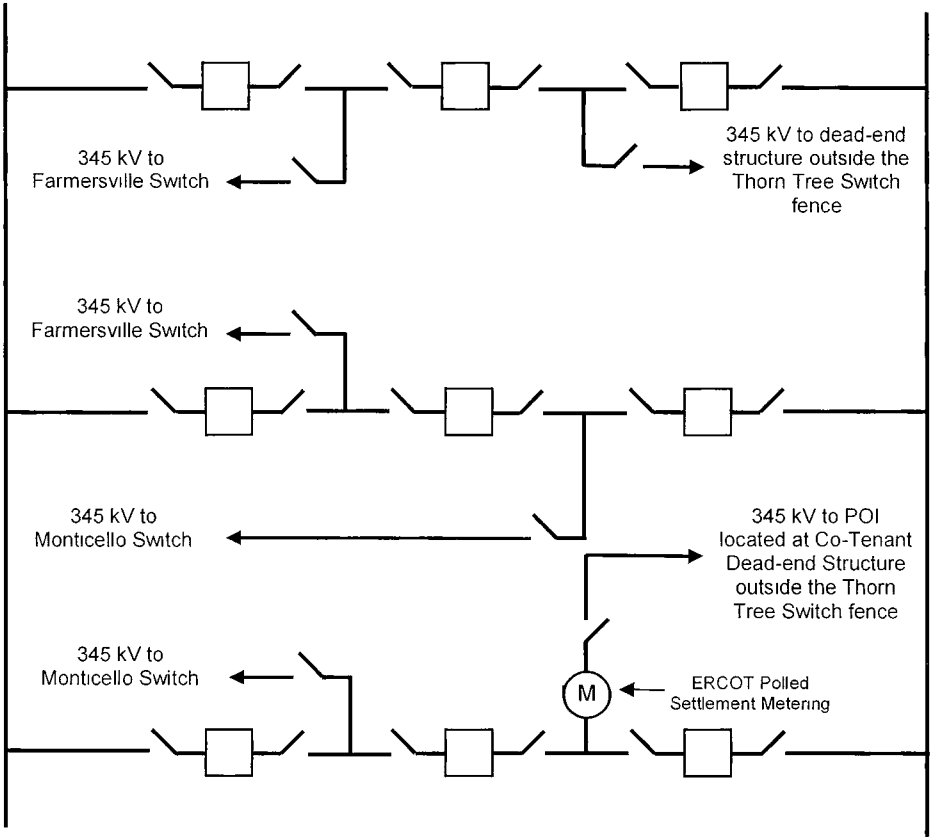 345 kV to
Farmersville Switch
345 kV to dead-end
structure outside the
Thorn Tree Switch
fence
345 kV to
Farmersville Switch
345 kV to
Monticello Switch
345 kV to POI
located at Co-Tenant
Dead-end Structure
outside the Thorn
Tree Switch fence
345 kV to
Monticello Switch
M
ERCOT Polled
Settlement Metering